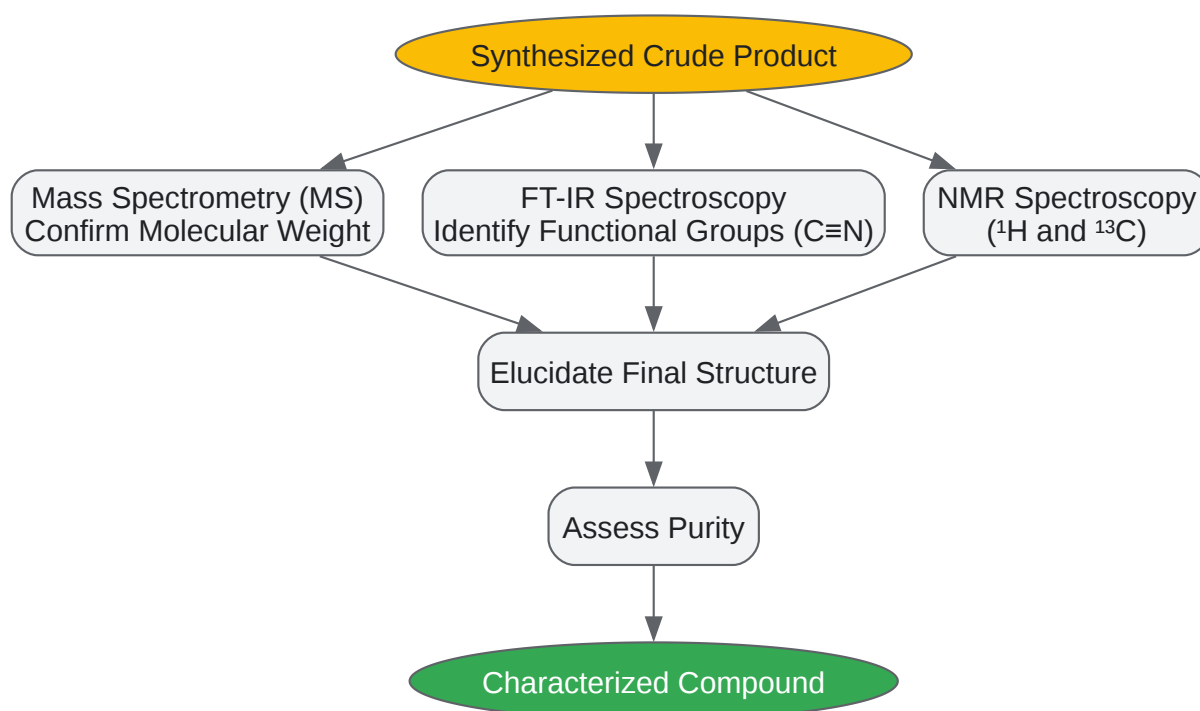 Synthesized Crude Product
Mass Spectrometry (MS)
Confirm Molecular Weight
FT-IR Spectroscopy
Identify Functional Groups (C≡N)
NMR Spectroscopy
(¹H and ¹³C)
Elucidate Final Structure
Assess Purity
Characterized Compound